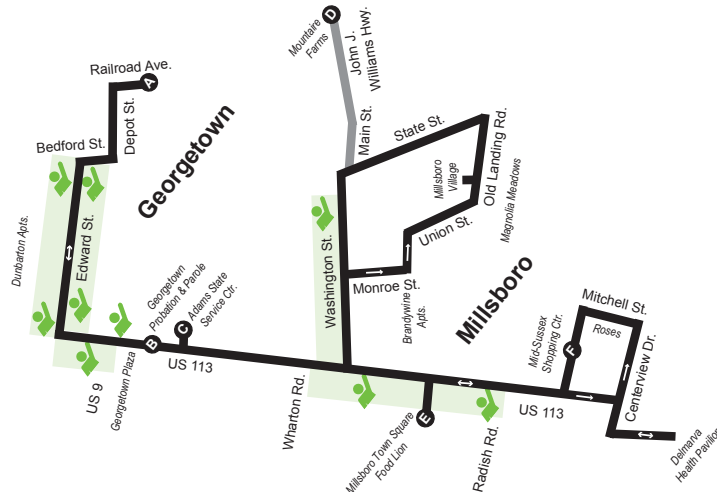 D
Mountaire
Farms
John J.
Williams Hwy.
Railroad Ave.
A
Depot St.
Bedford St.
Georgetown
Main St.
State St.
Old Landing Rd.
Millsboro
Village
Magnolia Meadows
Union St.
Dunbarton Apts.
Edward St.
Washington St.
Monroe St.
Brandywine
Apts.
Millsboro
Georgetown
Probation & Parole
Adams State
Service Ctr.
B
C
US 113
US 9
Georgetown Plaza
Mid-Sussex
Shopping Ctr.
F
Mitchell St.
Roses
Centerview Dr.
Wharton Rd.
E
Millsboro Town Square
Food Lion
Radish Rd.
US 113
Delmarva
Health Pavilion